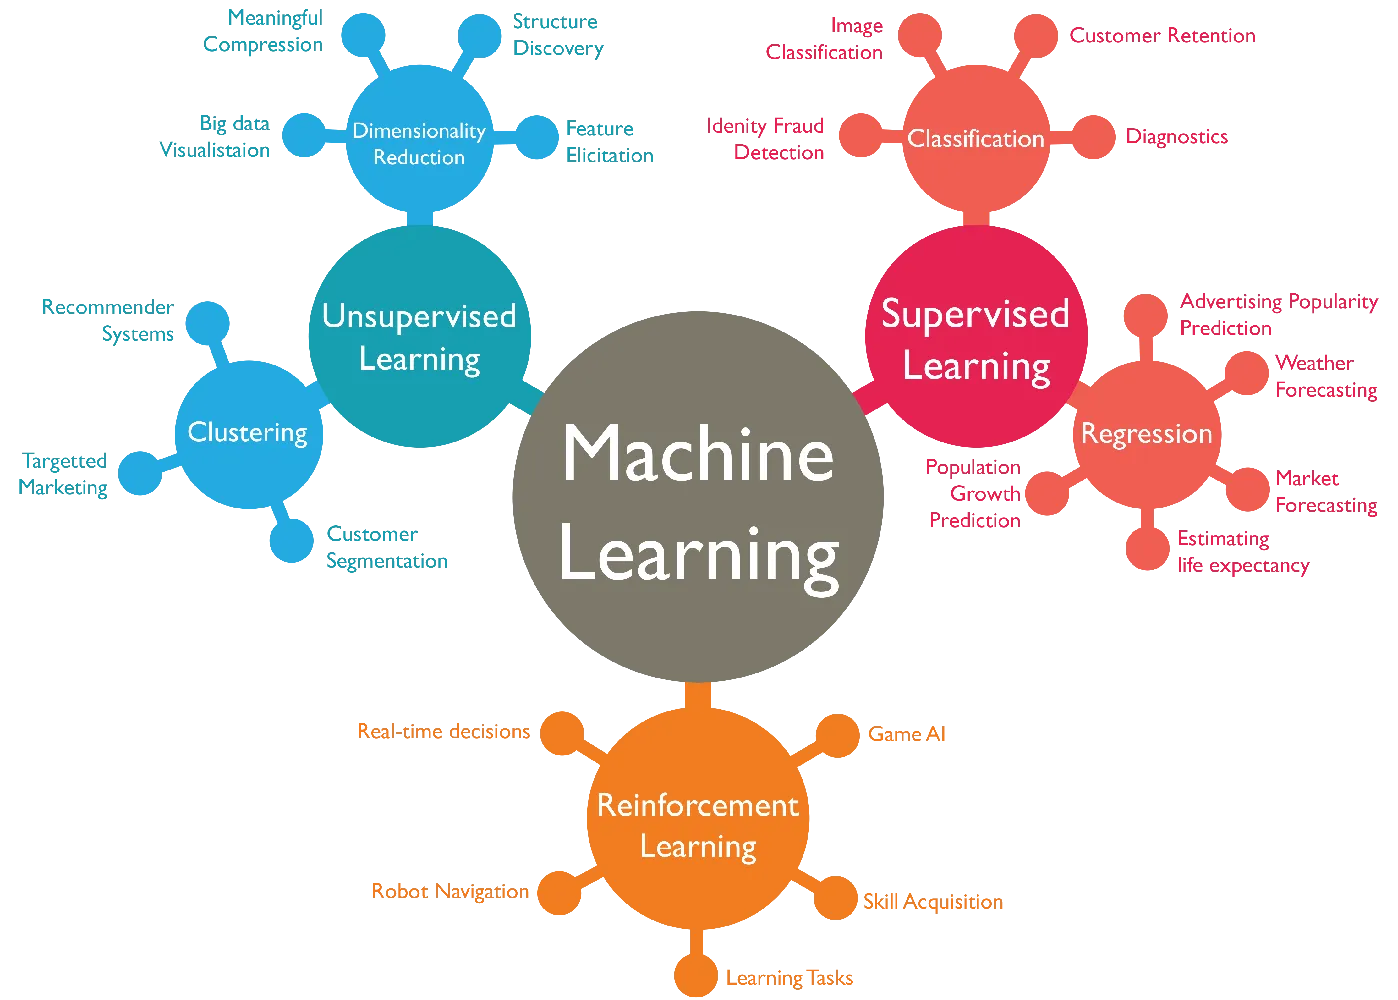 Meaningful
Compression
Structure
Discovery
Big data
Visualistaion
Dimensionality
Reduction
Feature
Elicitation
Image
Classification
Customer Retention
Idenity Fraud
Detection
Classification
Diagnostics
Unsupervised
Learning
Recommender
Systems
Clustering
Targetted
Marketing
Customer
Segmentation
Supervised
Learning
Advertising Popularity
Prediction
Weather
Forecasting
Regression
Population
Growth
Prediction
Market
Forecasting
Estimating
life expectancy
Machine
Learning
Real-time decisions
Game AI
Reinforcement
Learning
Robot Navigation
Skill Acquisition
Learning Tasks